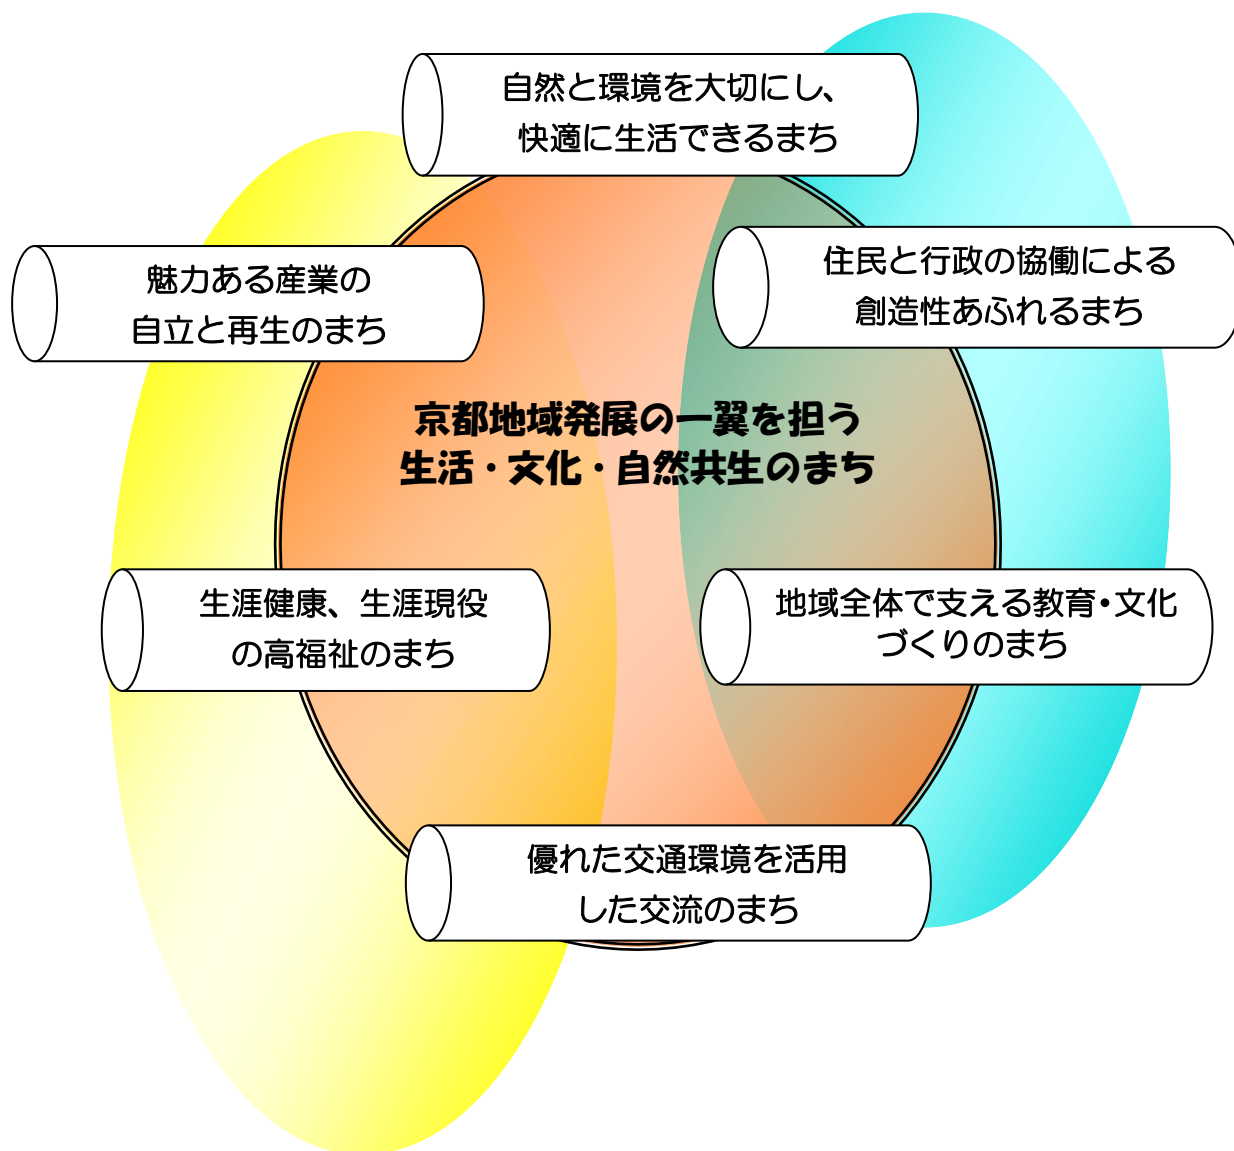 自然と環境を大切にし、
快適に生活できるまち
住民と行政の協働による
創造性あふれるまち
魅力ある産業の
自立と再生のまち
京都地域発展の一翼を担う
生活・文化・自然共生のまち
生涯健康、生涯現役
の高福祉のまち
地域全体で支える教育・文化
づくりのまち
優れた交通環境を活用
した交流のまち